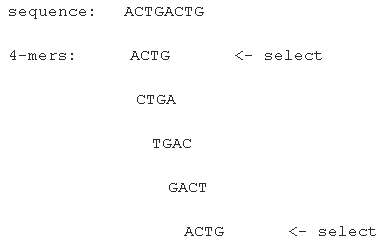 sequence: ACTGACTG
4-mers: ACTG <- select
CTGA
TGAC
GACT
ACTG <- select